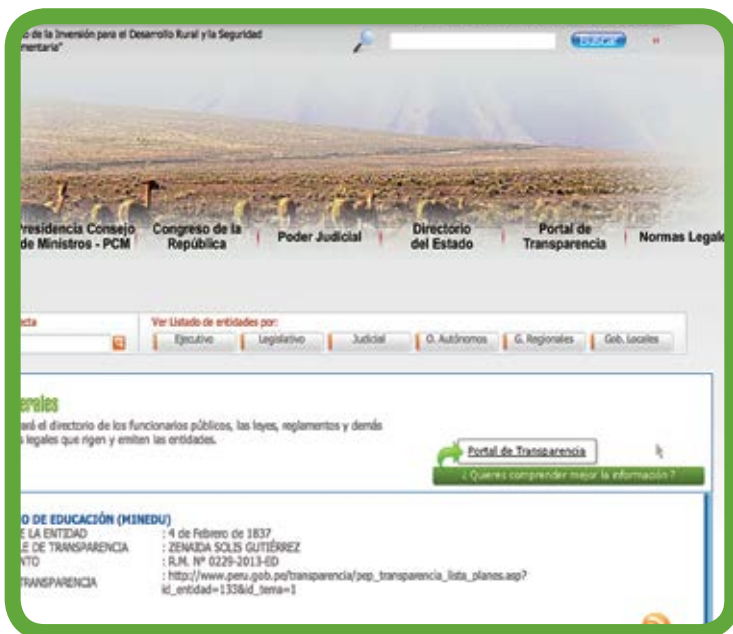 o de la Inversión para el Desarrollo Rural y la Seguridad
mentaria"
Buscar
Presidencia Consejo
de Ministros - PCM
Congreso de la
República
Poder Judicial
Directorio
del Estado
Portal de
Transparencia
Normas Legale
ecta
Ver Listado de entidades por:
Ejecutivo
Legislativo
Judicial
O. Autónomos
G. Regionales
Gob. Locales
erales
ará el directorio de los funcionarios públicos, las leyes, reglamentos y demás
s legales que rigen y emiten las entidades.
Portal de Transparencia
¿ Quieres comprender mejor la información ?
O DE EDUCACIÓN (MINEDU)
E LA ENTIDAD : 4 de Febrero de 1837
LE DE TRANSPARENCIA : ZENAIDA SOLIS GUTIÉRREZ
NTO : R.M. Nº 0229-2013-ED
TRANSPARENCIA : http://www.peru.gob.pe/transparencia/pep_transparencia_lista_planes.asp?
id_entidad=133&id_tema=1